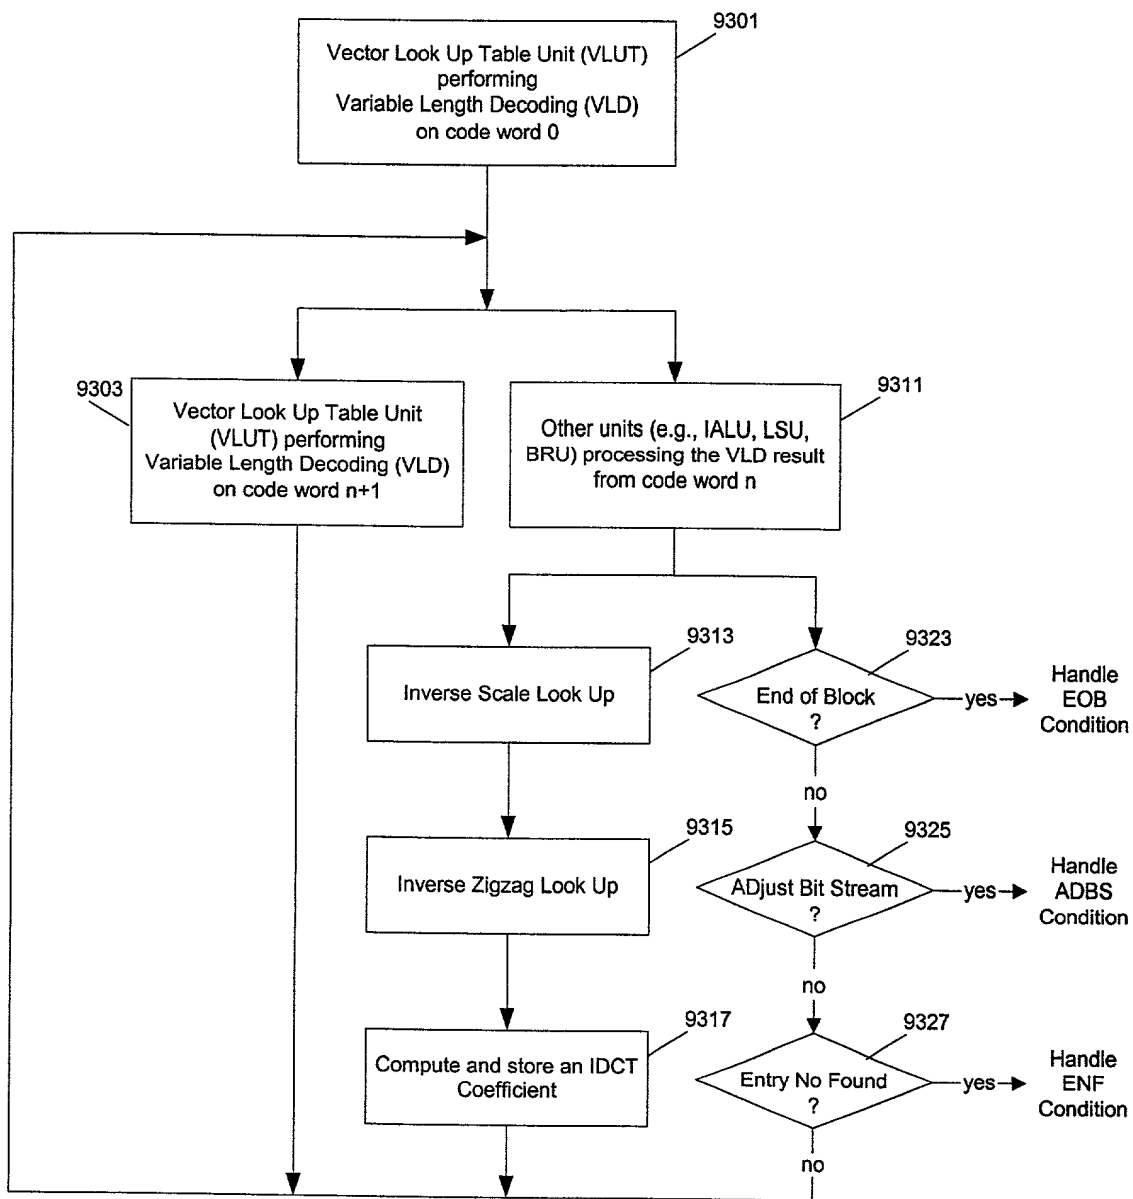 9301
Vector Look Up Table Unit (VLUT)
performing
Variable Length Decoding (VLD)
on code word 0
9303
Vector Look Up Table Unit
(VLUT) performing
Variable Length Decoding (VLD)
on code word n+1
9311
Other units (e.g., IALU, LSU,
BRU) processing the VLD result
from code word n
9313
Inverse Scale Look Up
9323
End of Block
?
yes
Handle
EOB
Condition
no
9315
Inverse Zigzag Look Up
9325
ADjust Bit Stream
?
yes
Handle
ADBS
Condition
no
9317
Compute and store an IDCT
Coefficient
9327
Entry No Found
?
yes
Handle
ENF
Condition
no